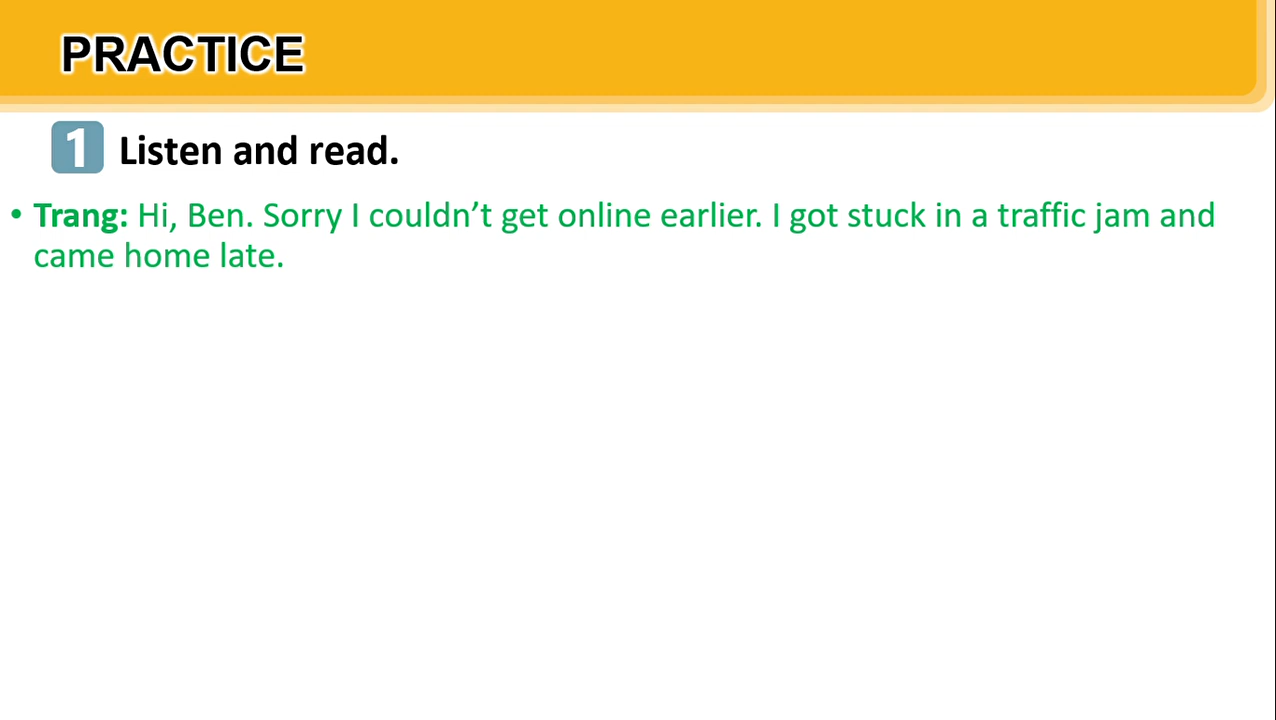 PRACTICE
1 Listen and read.
• Trang: Hi, Ben. Sorry I couldn’t get online earlier. I got stuck in a traffic jam and
came home late.